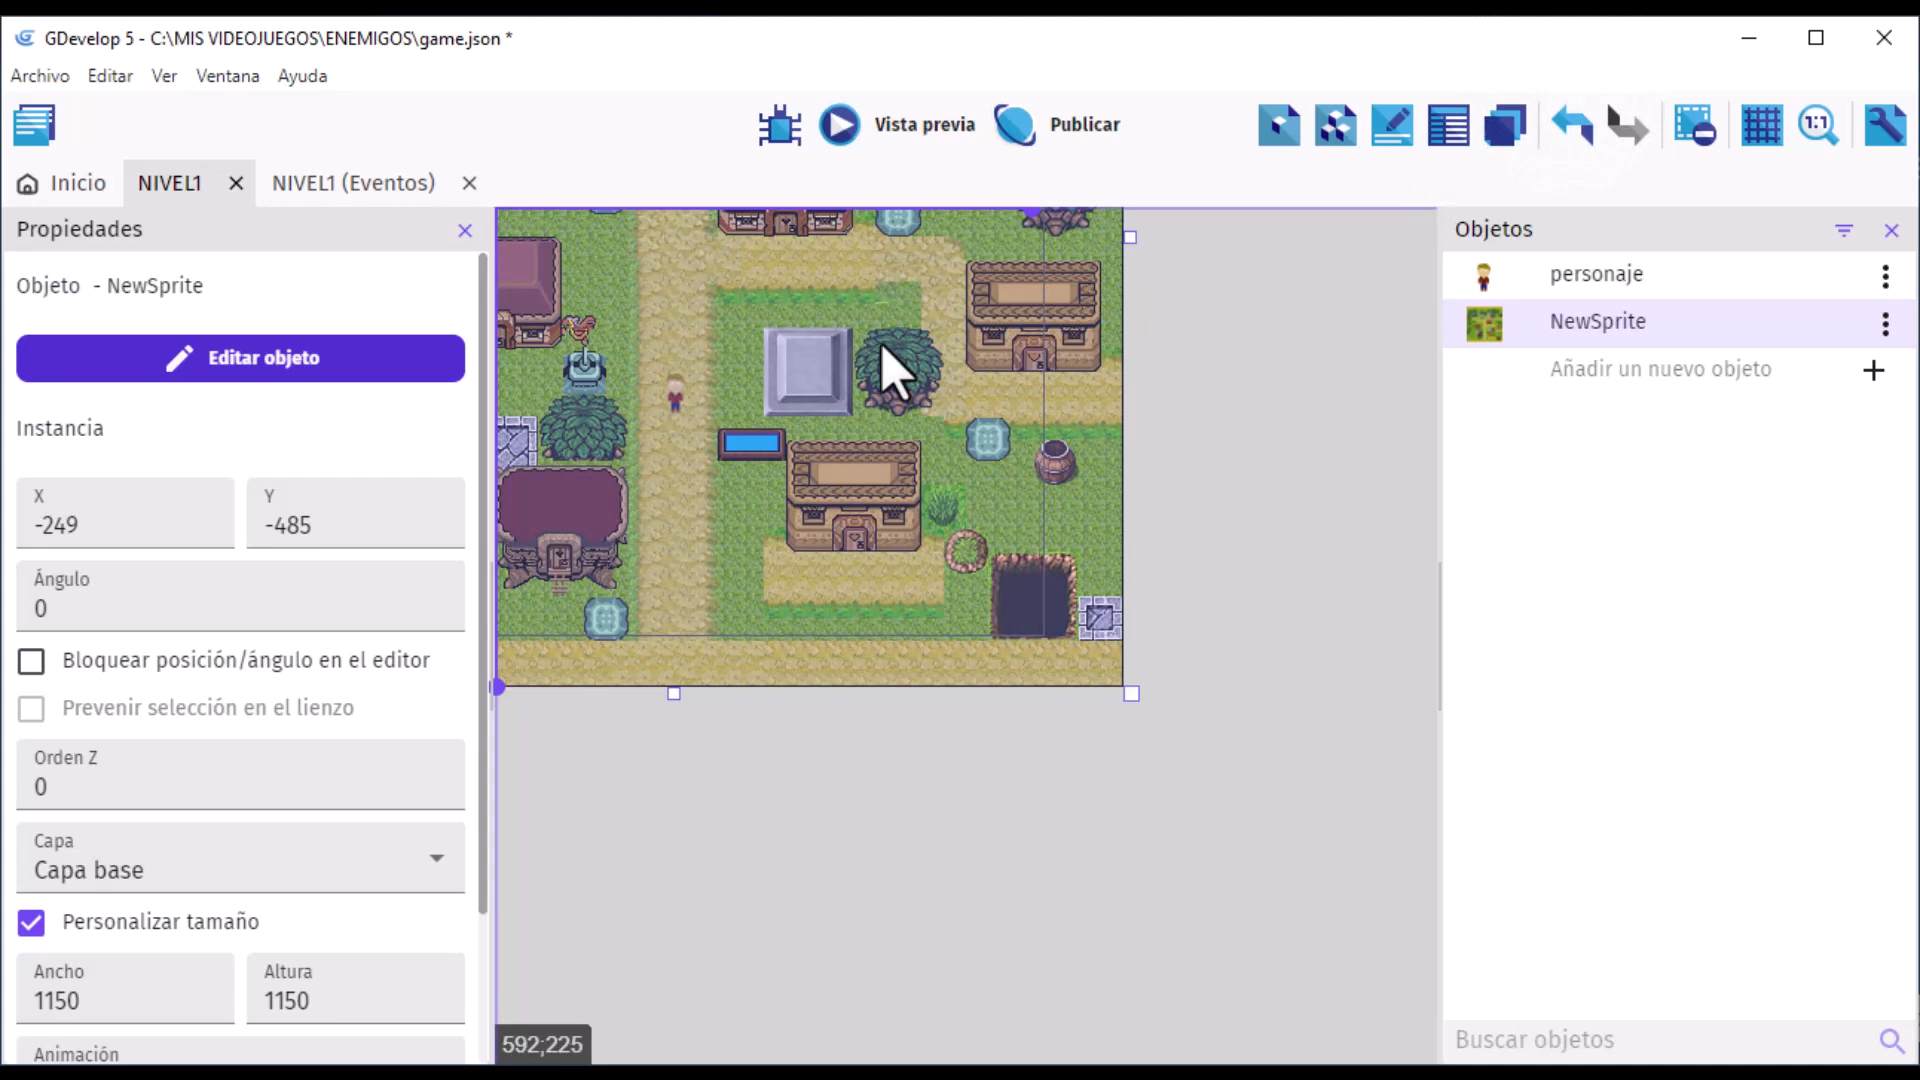 GDevelop 5 - C:\MIS VIDEOJUEGOS\ENEMIGOS\game.json *
Archivo Editar Ver Ventana Ayuda
Vista previa Publicar 1:1
Inicio NIVEL1 NIVEL1 (Eventos)
Propiedades
Objeto - NewSprite
Editar objeto
Instancia
X
-249
Y
-485
Ángulo
0
Bloquear posición/ángulo en el editor
Prevenir selección en el lienzo
Orden Z
0
Capa
Capa base
Personalizar tamaño
Ancho
1150
Altura
1150
Animación
592;225
Objetos
personaje
NewSprite
Añadir un nuevo objeto
Buscar objetos